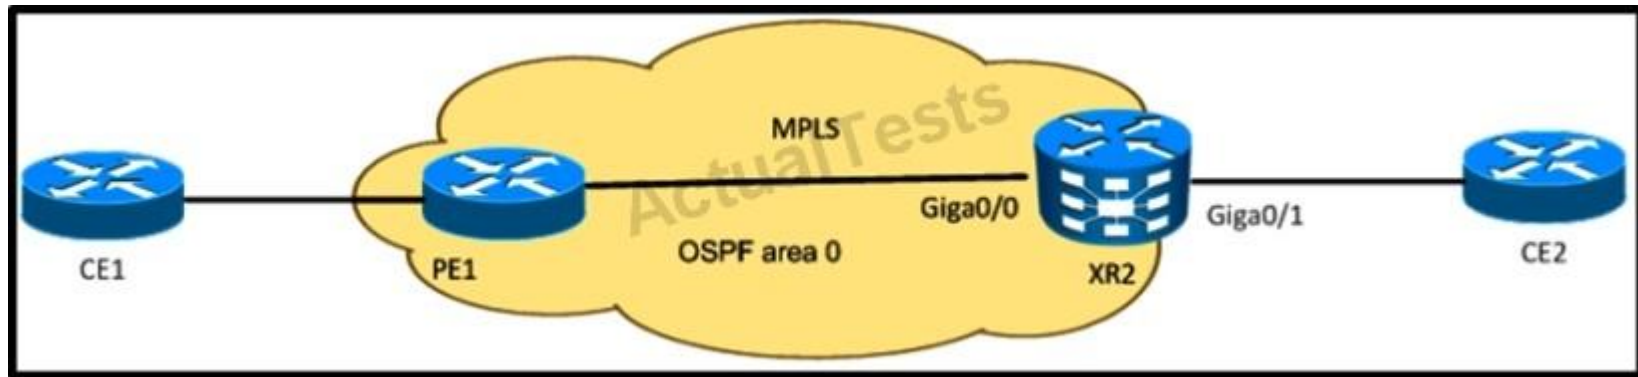 MPLS
ActualTests
Giga0/0
Giga0/1
OSPF area 0
CE1
PE1
XR2
CE2